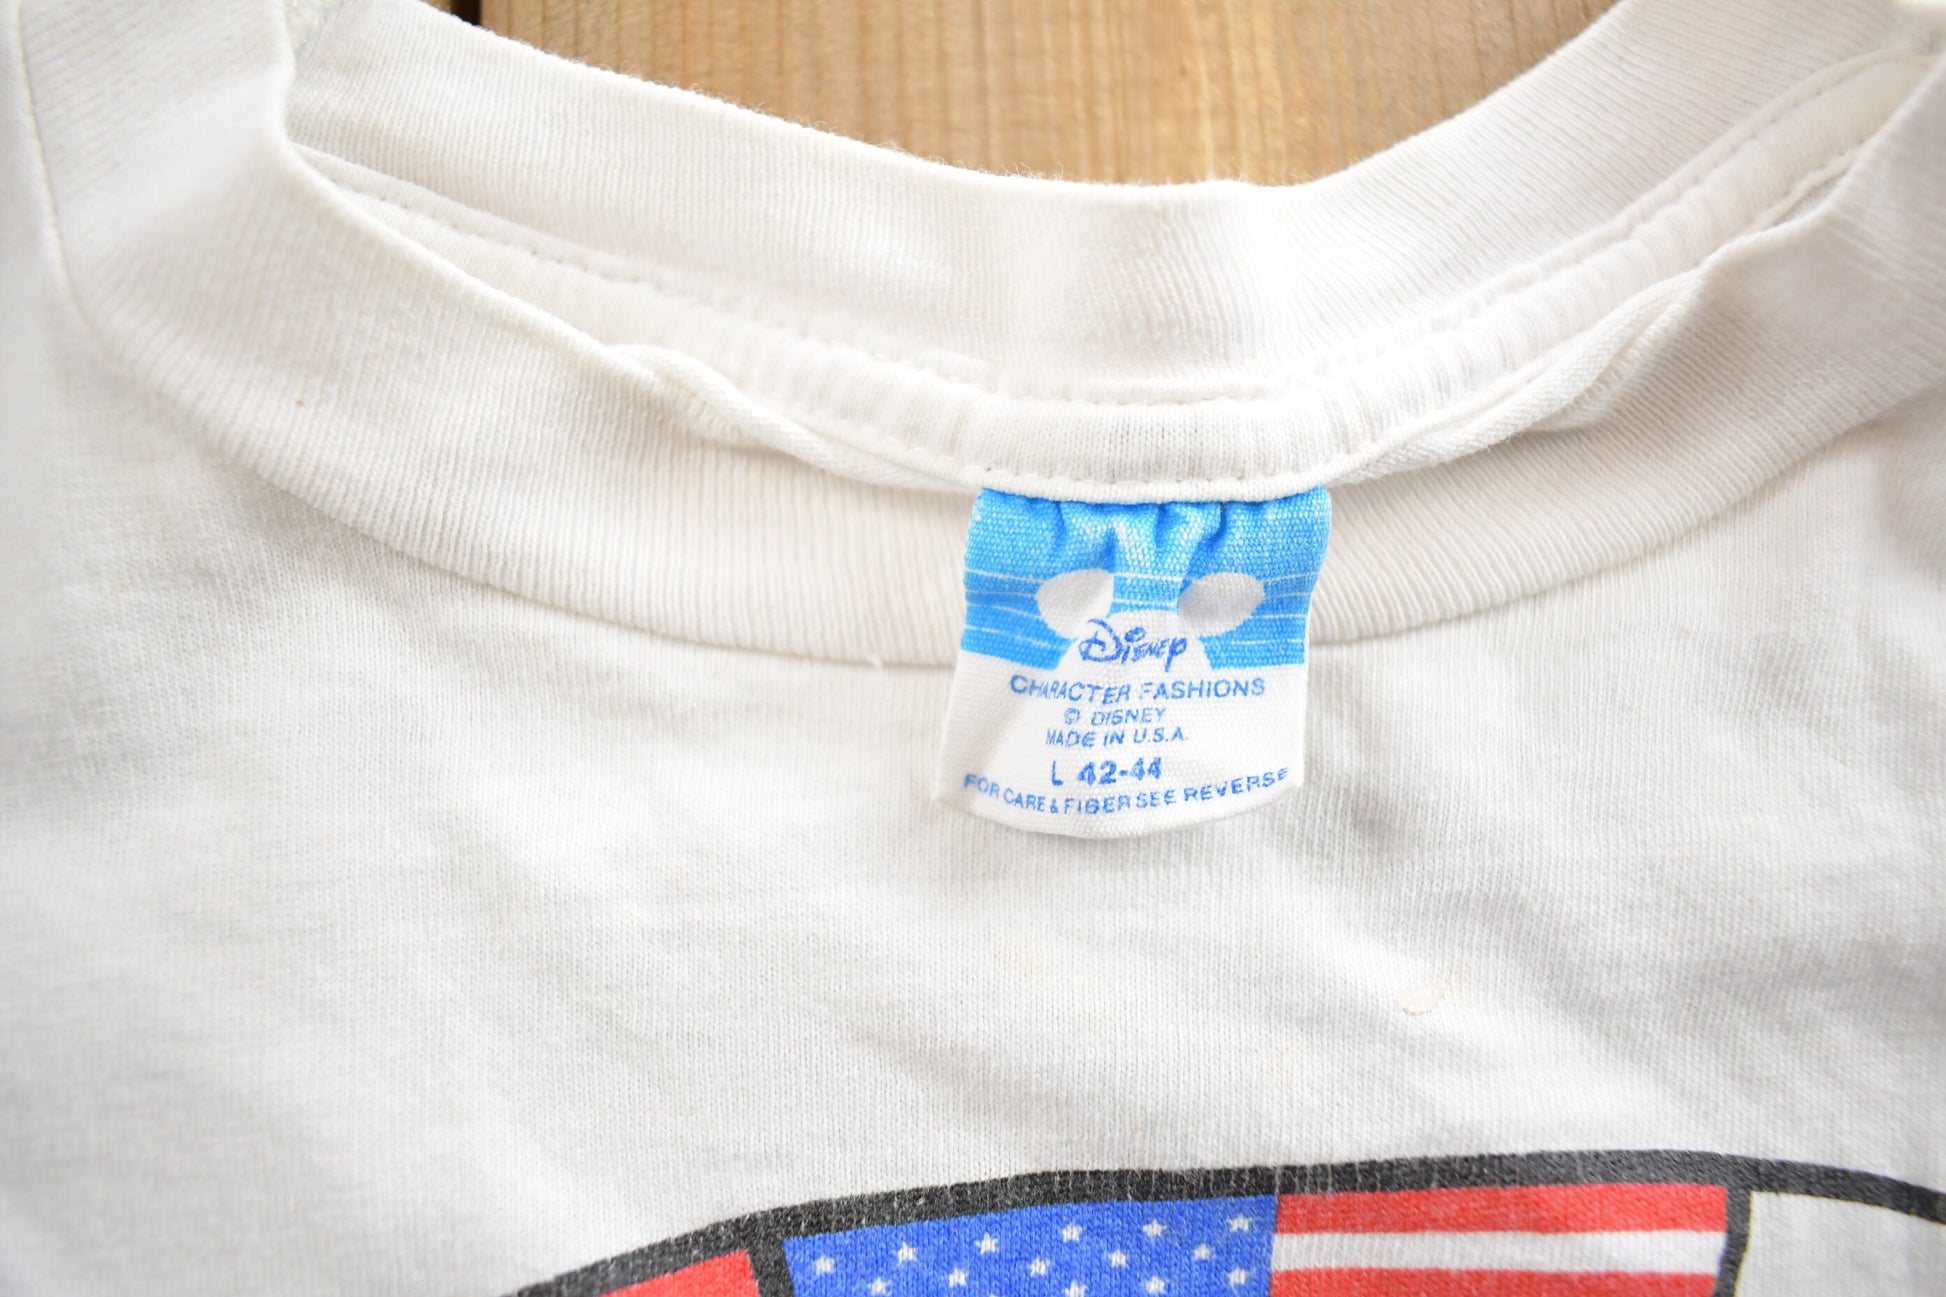 Disney
CHARACTER FASHIONS
© DISNEY
MADE IN U.S.A.
L 42-44
FOR CARE & FIBER SEE REVERSE